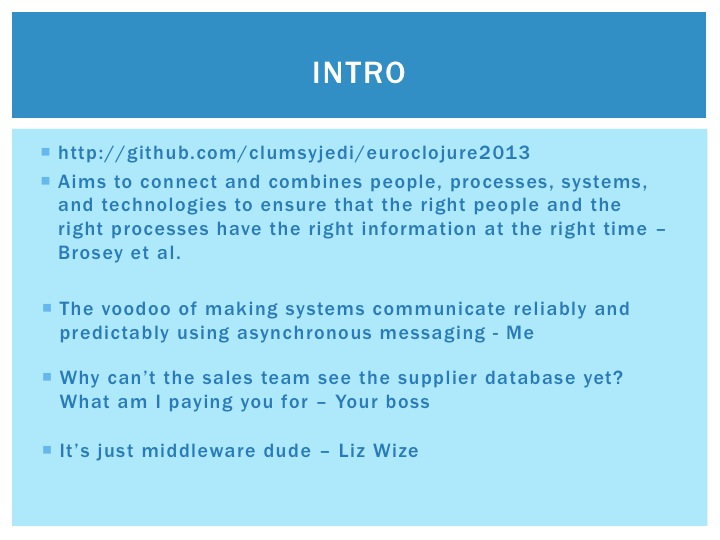 INTRO
http://github.com/clumsyjedi/euroclojure2013
Aims to connect and combines people, processes, systems,
and technologies to ensure that the right people and the
right processes have the right information at the right time –
Brosey et al.
The voodoo of making systems communicate reliably and
predictably using asynchronous messaging - Me
Why can’t the sales team see the supplier database yet?
What am I paying you for – Your boss
It’s just middleware dude – Liz Wize